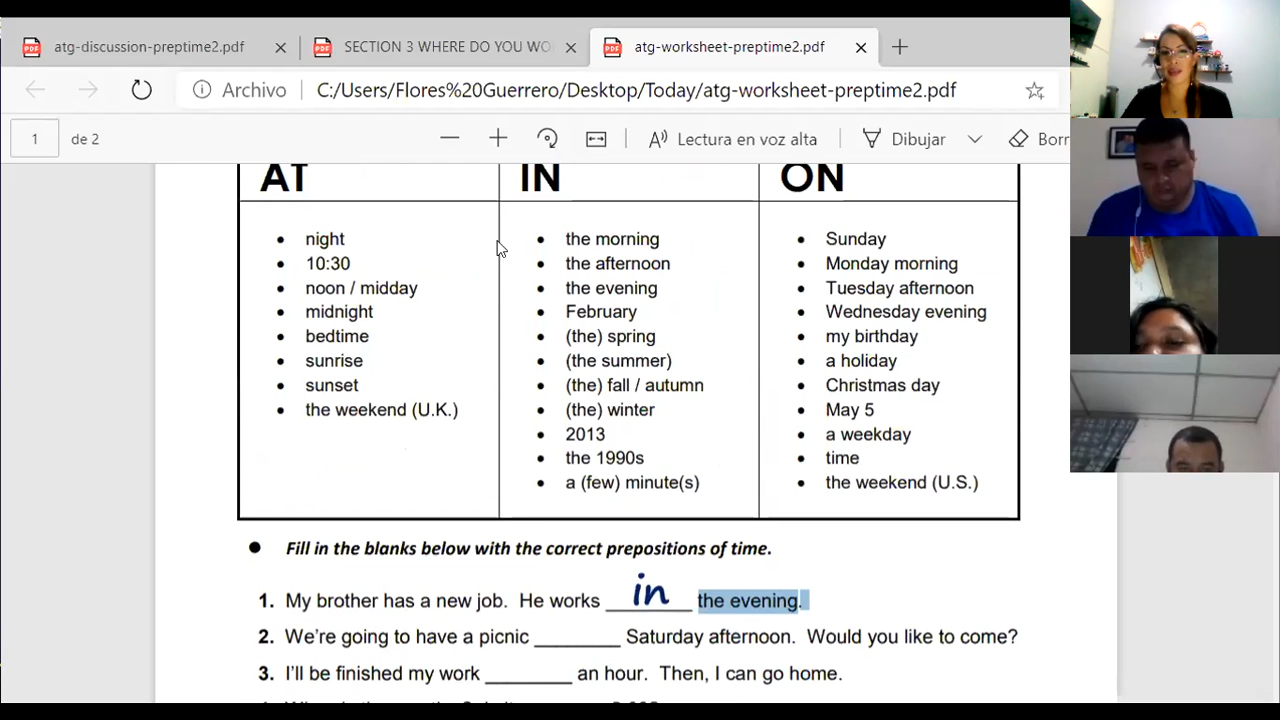 atg-discussion-preptime2.pdf
SECTION 3 WHERE DO YOU WO
atg-worksheet-preptime2.pdf
Archivo C:/Users/Flores%20Guerrero/Desktop/Today/atg-worksheet-preptime2.pdf
1 de 2 Lectura en voz alta Dibujar Borr
AT IN ON
• night
• 10:30
• noon / midday
• midnight
• bedtime
• sunrise
• sunset
• the weekend (U.K.)
• the morning
• the afternoon
• the evening
• February
• (the) spring
• (the summer)
• (the) fall / autumn
• (the) winter
• 2013
• the 1990s
• a (few) minute(s)
• Sunday
• Monday morning
• Tuesday afternoon
• Wednesday evening
• my birthday
• a holiday
• Christmas day
• May 5
• a weekday
• time
• the weekend (U.S.)
• Fill in the blanks below with the correct prepositions of time.
1. My brother has a new job. He works in the evening.
2. We're going to have a picnic ________ Saturday afternoon. Would you like to come?
3. I'll be finished my work ________ an hour. Then, I can go home.